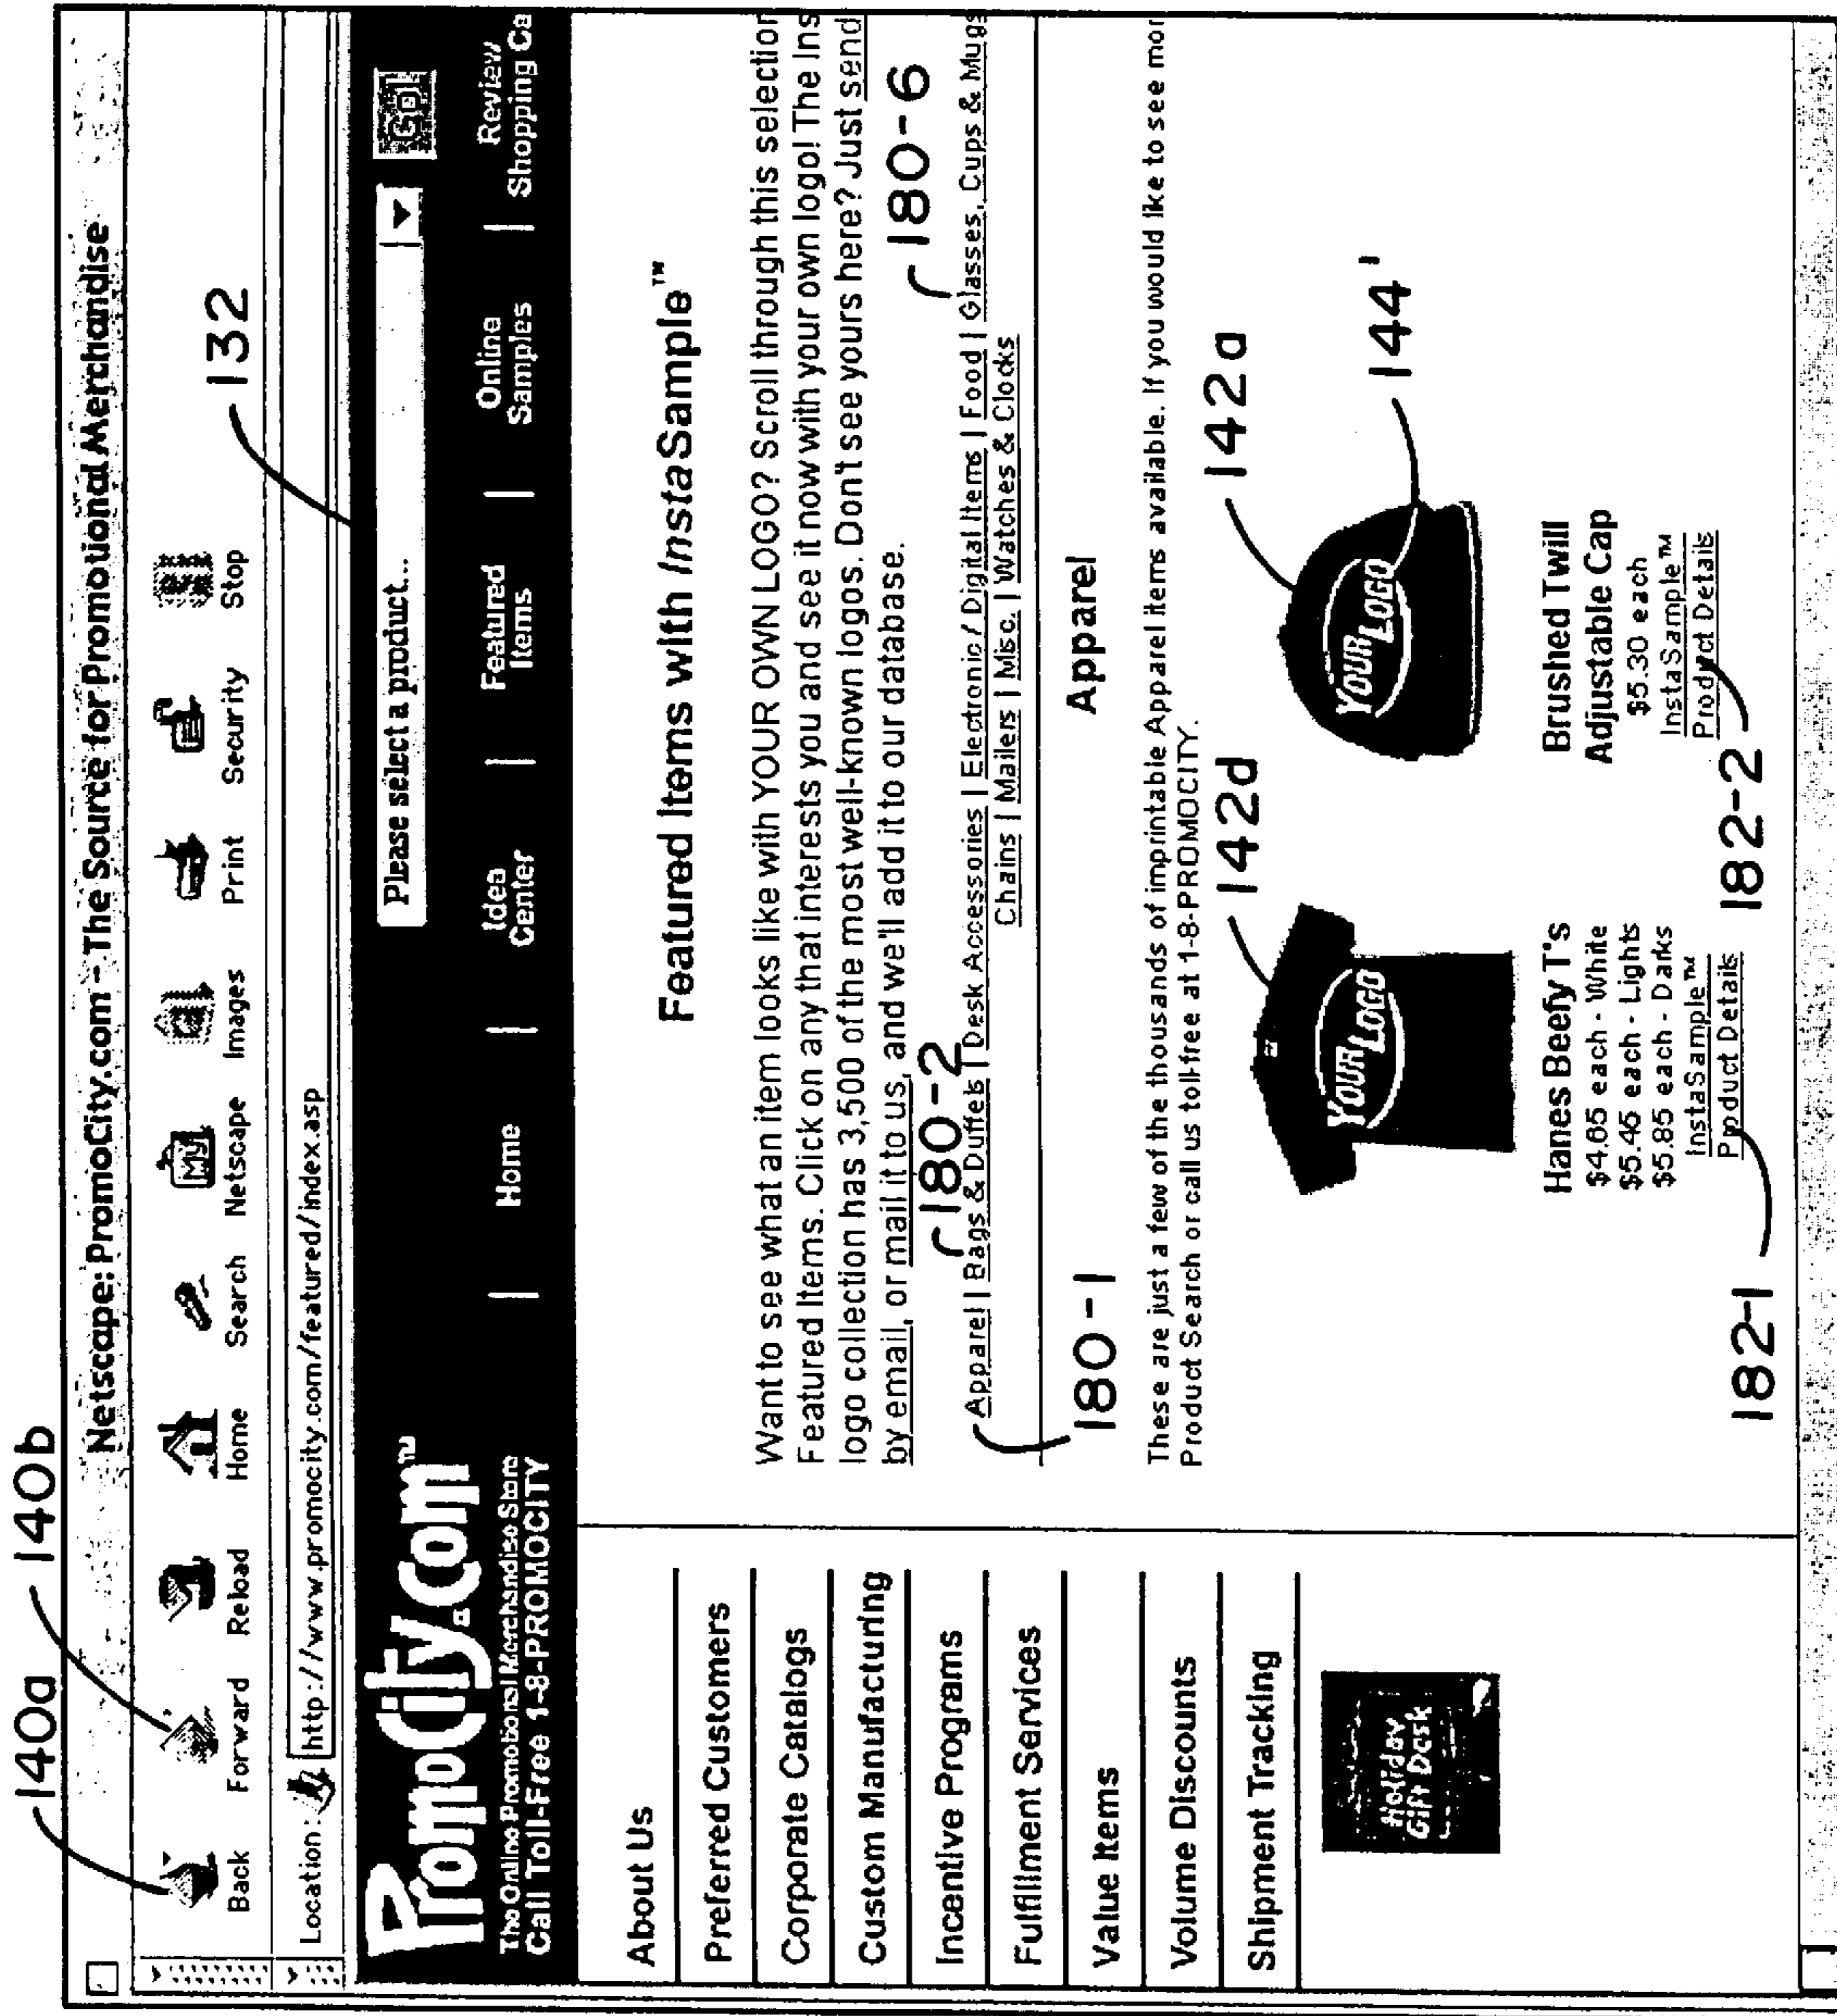 140a
140b
Netscape: PromoCity.com - The Source for Promotional Merchandise
Back Forward Reload Home Search Netscape Images Print Security Stop
132
Location: http://www.promocity.com/featured/index.asp
PromoCity.com™
The Online Promotional Merchandise Store
Call Toll-Free 1-8-PROMOCITY
Please select a product...
GO!
| Home | Idea Center | Featured Items | Online Samples | Review Shopping Ca
About Us
Preferred Customers
Corporate Catalogs
Custom Manufacturing
Incentive Programs
Fulfillment Services
Value Items
Volume Discounts
Shipment Tracking
Holiday
Gift Desk
Featured Items with InstaSample™
Want to see what an item looks like with YOUR OWN LOGO? Scroll through this selection
Featured Items. Click on any that interests you and see it now with your own logo! The Ins
logo collection has 3,500 of the most well-known logos. Don't see yours here? Just send
by email, or mail it to us, and we'll add it to our database.
180-2
180-6
Apparel | Bags & Duffels | Desk Accessories | Electronic / Digital Items | Food | Glasses, Cups & Mugs
Chains | Mailers | Misc. | Watches & Clocks
180-1
Apparel
These are just a few of the thousands of imprintable Apparel items available. If you would like to see mor
Product Search or call us toll-free at 1-8-PROMOCITY.
142d
142a
YOUR LOGO
YOUR LOGO
144'
Hanes Beefy T's
$4.65 each - White
$5.45 each - Lights
$5.85 each - Darks
InstaSample™
Product Details
182-1
Brushed Twill
Adjustable Cap
$5.30 each
InstaSample™
Product Details
182-2